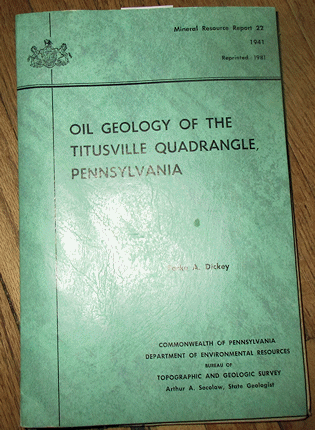 Mineral Resource Report 22
1941
Reprinted, 1981
OIL GEOLOGY OF THE
TITUSVILLE QUADRANGLE,
PENNSYLVANIA
A. Dickey
COMMONWEALTH OF PENNSYLVANIA
DEPARTMENT OF ENVIRONMENTAL RESOURCES
BUREAU OF
TOPOGRAPHIC AND GEOLOGIC SURVEY
Arthur A. Socolow, State Geologist